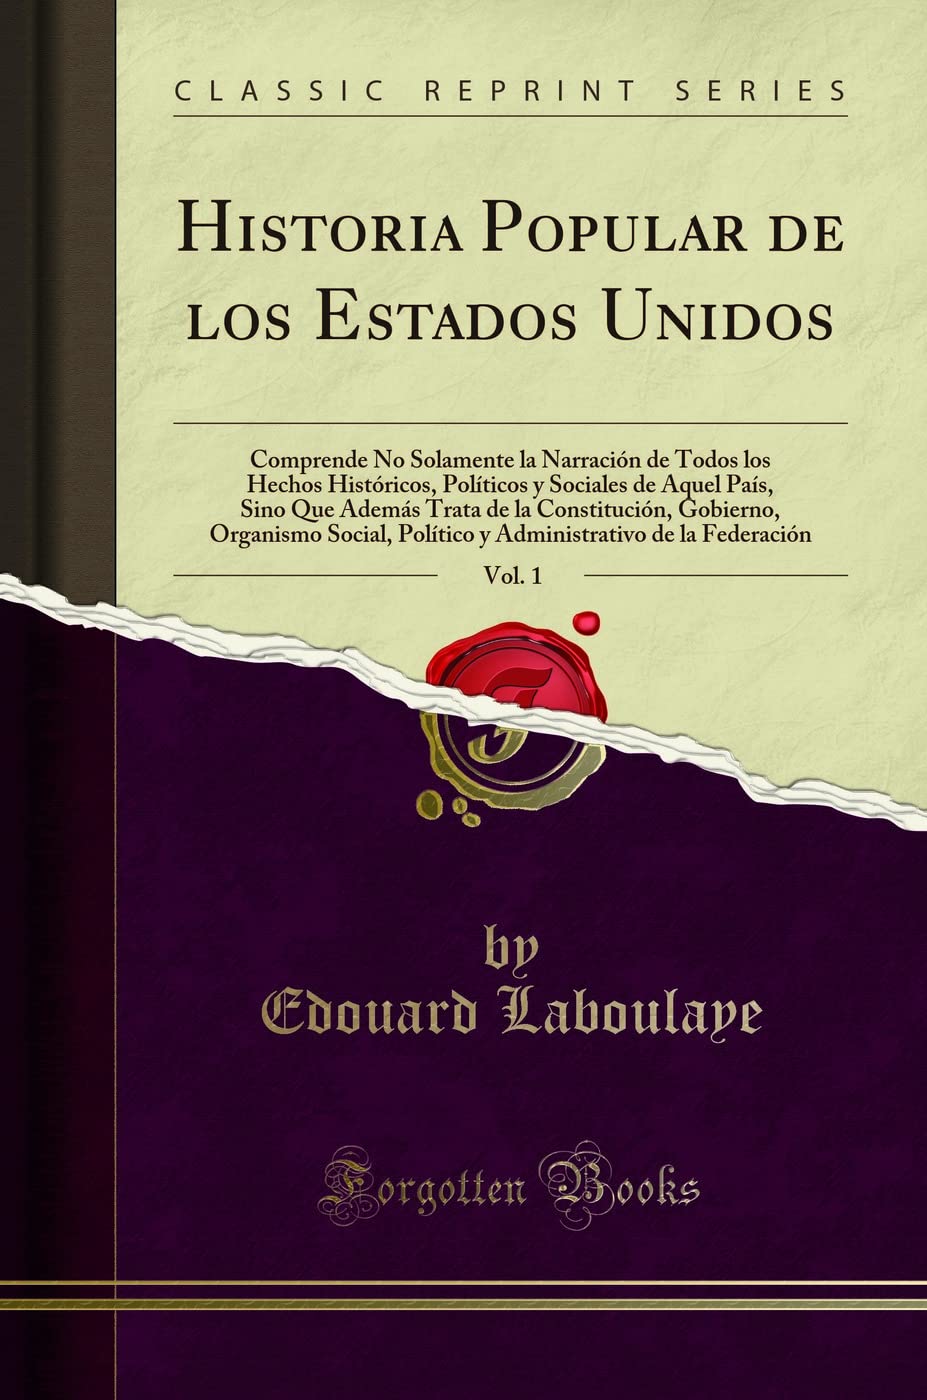 CLASSIC REPRINT SERIES
Historia Popular de
los Estados Unidos
Comprende No Solamente la Narración de Todos los
Hechos Históricos, Políticos y Sociales de Aquel País,
Sino Que Además Trata de la Constitución, Gobierno,
Organismo Social, Político y Administrativo de la Federación
Vol. 1
by
Edouard Laboulaye
Forgotten Books